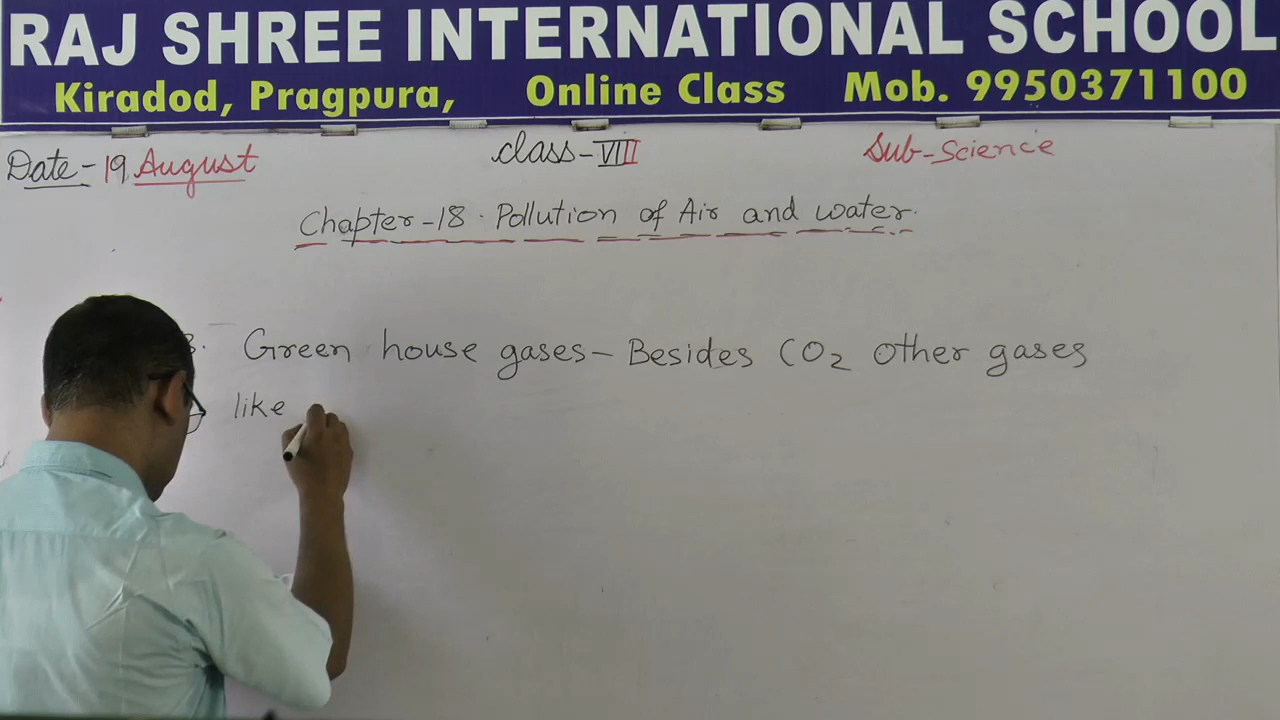 RAJ SHREE INTERNATIONAL SCHOOL
Kiradod, Pragpura, Online Class Mob. 9950371100
Date - 19 August class - VIII Sub - Science
Chapter - 18. Pollution of Air and water.
3. Green house gases - Besides CO2 other gases
like